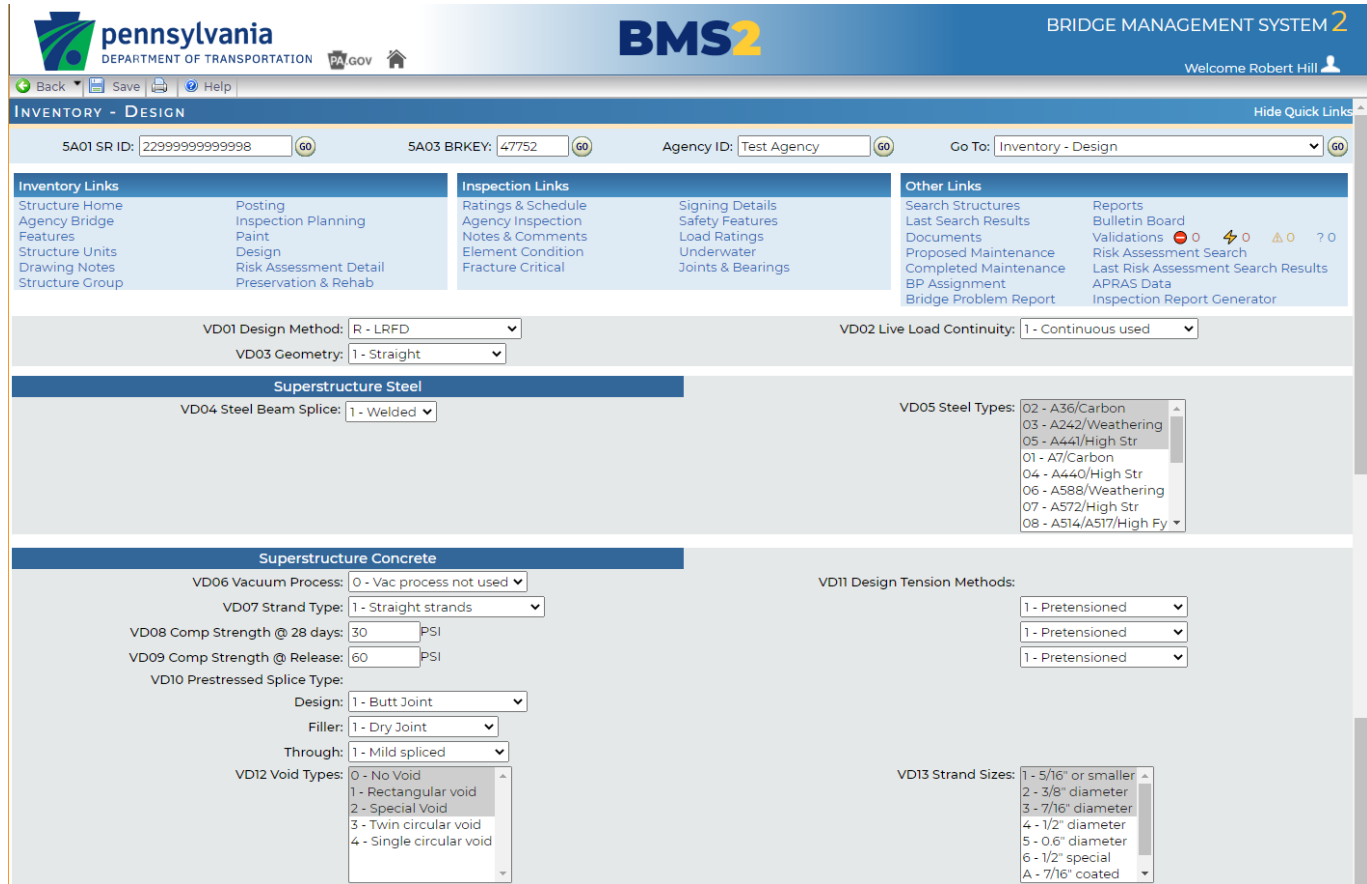 pennsylvania
DEPARTMENT OF TRANSPORTATION PA.GOV
BMS2
BRIDGE MANAGEMENT SYSTEM 2
Welcome Robert Hill
Back Save Help
INVENTORY - DESIGN Hide Quick Links
5A01 SR ID: 22999999999998 GO 5A03 BRKEY: 47752 GO Agency ID: Test Agency GO Go To: Inventory - Design GO
Inventory Links
Structure Home Posting
Agency Bridge Inspection Planning
Features Paint
Structure Units Design
Drawing Notes Risk Assessment Detail
Structure Group Preservation & Rehab
Inspection Links
Ratings & Schedule Signing Details
Agency Inspection Safety Features
Notes & Comments Load Ratings
Element Condition Underwater
Fracture Critical Joints & Bearings
Other Links
Search Structures Reports
Last Search Results Bulletin Board
Documents Validations 0 0 0 ? 0
Proposed Maintenance Risk Assessment Search
Completed Maintenance Last Risk Assessment Search Results
BP Assignment APRAS Data
Bridge Problem Report Inspection Report Generator
VD01 Design Method: R - LRFD VD02 Live Load Continuity: 1 - Continuous used
VD03 Geometry: 1 - Straight
Superstructure Steel
VD04 Steel Beam Splice: 1 - Welded
VD05 Steel Types: 02 - A36/Carbon
03 - A242/Weathering
05 - A441/High Str
01 - A7/Carbon
04 - A440/High Str
06 - A588/Weathering
07 - A572/High Str
08 - A514/A517/High Fy
Superstructure Concrete
VD06 Vacuum Process: 0 - Vac process not used VD11 Design Tension Methods:
VD07 Strand Type: 1 - Straight strands 1 - Pretensioned
VD08 Comp Strength @ 28 days: 30 PSI 1 - Pretensioned
VD09 Comp Strength @ Release: 60 PSI 1 - Pretensioned
VD10 Prestressed Splice Type:
Design: 1 - Butt Joint
Filler: 1 - Dry Joint
Through: 1 - Mild spliced
VD12 Void Types: 0 - No Void
1 - Rectangular void
2 - Special Void
3 - Twin circular void
4 - Single circular void
VD13 Strand Sizes: 1 - 5/16" or smaller
2 - 3/8" diameter
3 - 7/16" diameter
4 - 1/2" diameter
5 - 0.6" diameter
6 - 1/2" special
A - 7/16" coated